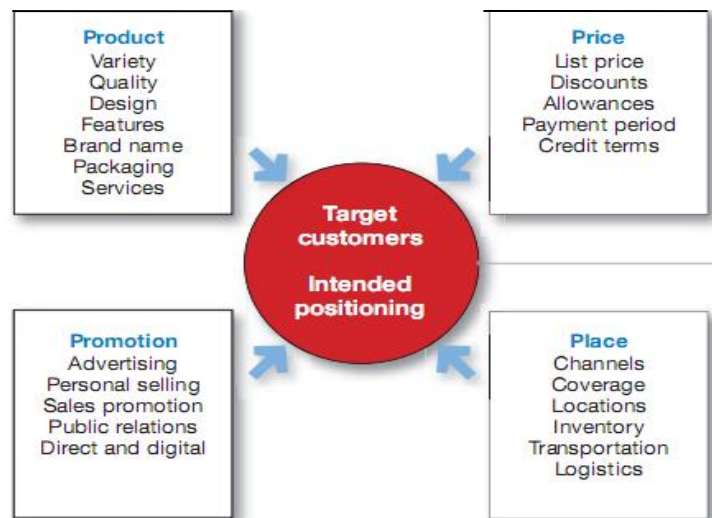 Product
Variety
Quality
Design
Features
Brand name
Packaging
Services
Price
List price
Discounts
Allowances
Payment period
Credit terms
Target
customers
Intended
positioning
Promotion
Advertising
Personal selling
Sales promotion
Public relations
Direct and digital
Place
Channels
Coverage
Locations
Inventory
Transportation
Logistics